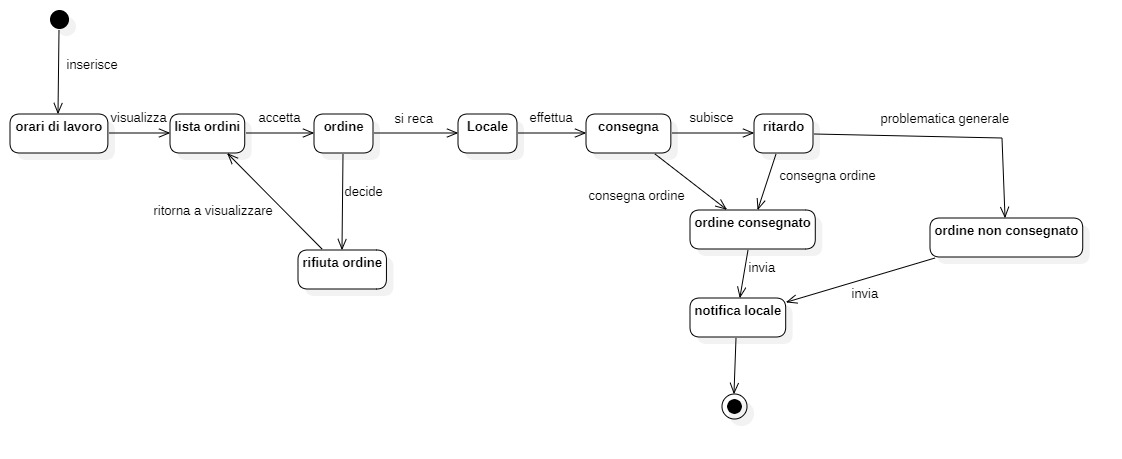 inserisce
orari di lavoro
visualizza
lista ordini
accetta
ordine
si reca
Locale
effettua
consegna
subisce
ritardo
problematica generale
decide
consegna ordine
consegna ordine
ritorna a visualizzare
rifiuta ordine
ordine consegnato
ordine non consegnato
invia
invia
notifica locale